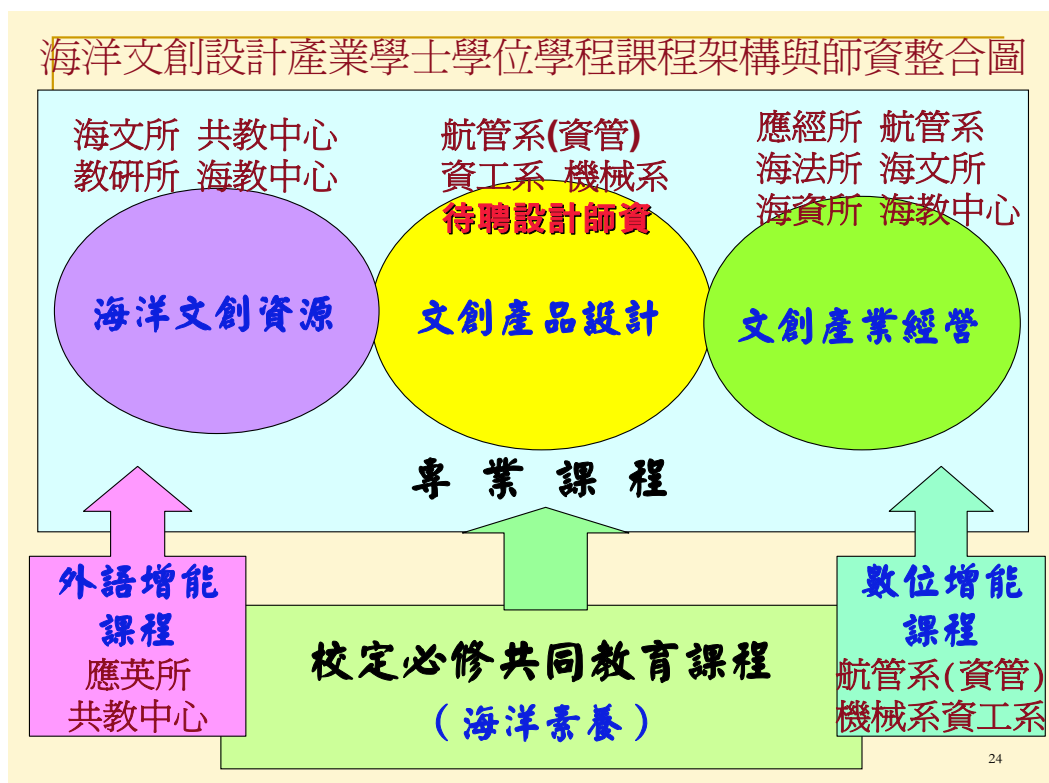 海洋文創設計產業學士學位學程課程架構與師資整合圖
海文所 共教中心
教研所 海教中心
航管系(資管)
資工系 機械系
待聘設計師資
應經所 航管系
海法所 海文所
海資所 海教中心
海洋文創資源
文創產品設計
文創產業經營
專 業 課 程
外語增能
課程
應英所
共教中心
校定必修共同教育課程
(海洋素養)
數位增能
課程
航管系(資管)
機械系資工系
24